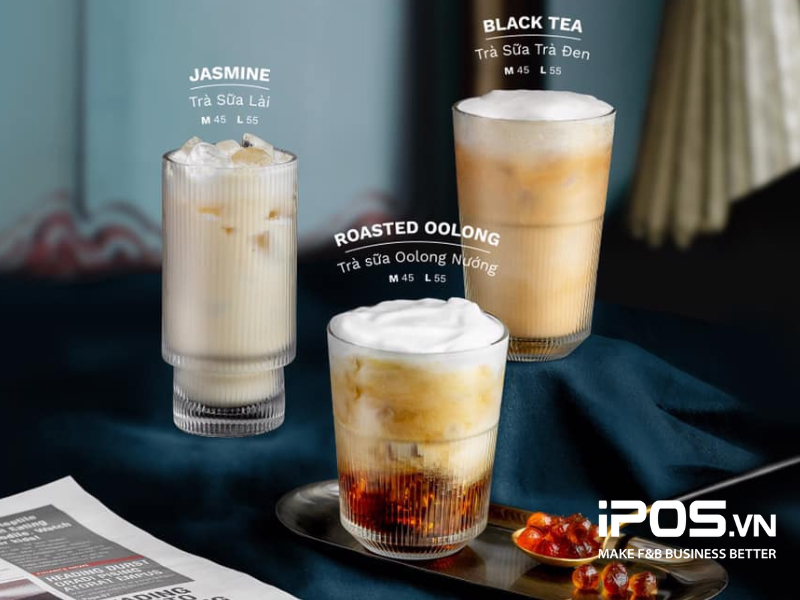 BLACK TEA
Trà Sữa Trà Đen
M 45 L 55
JASMINE
Trà Sữa Lài
M 45 L 55
ROASTED OOLONG
Trà sữa Oolong Nướng
M 45 L 55
iPOS.VN
MAKE F&B BUSINESS BETTER
HEADING